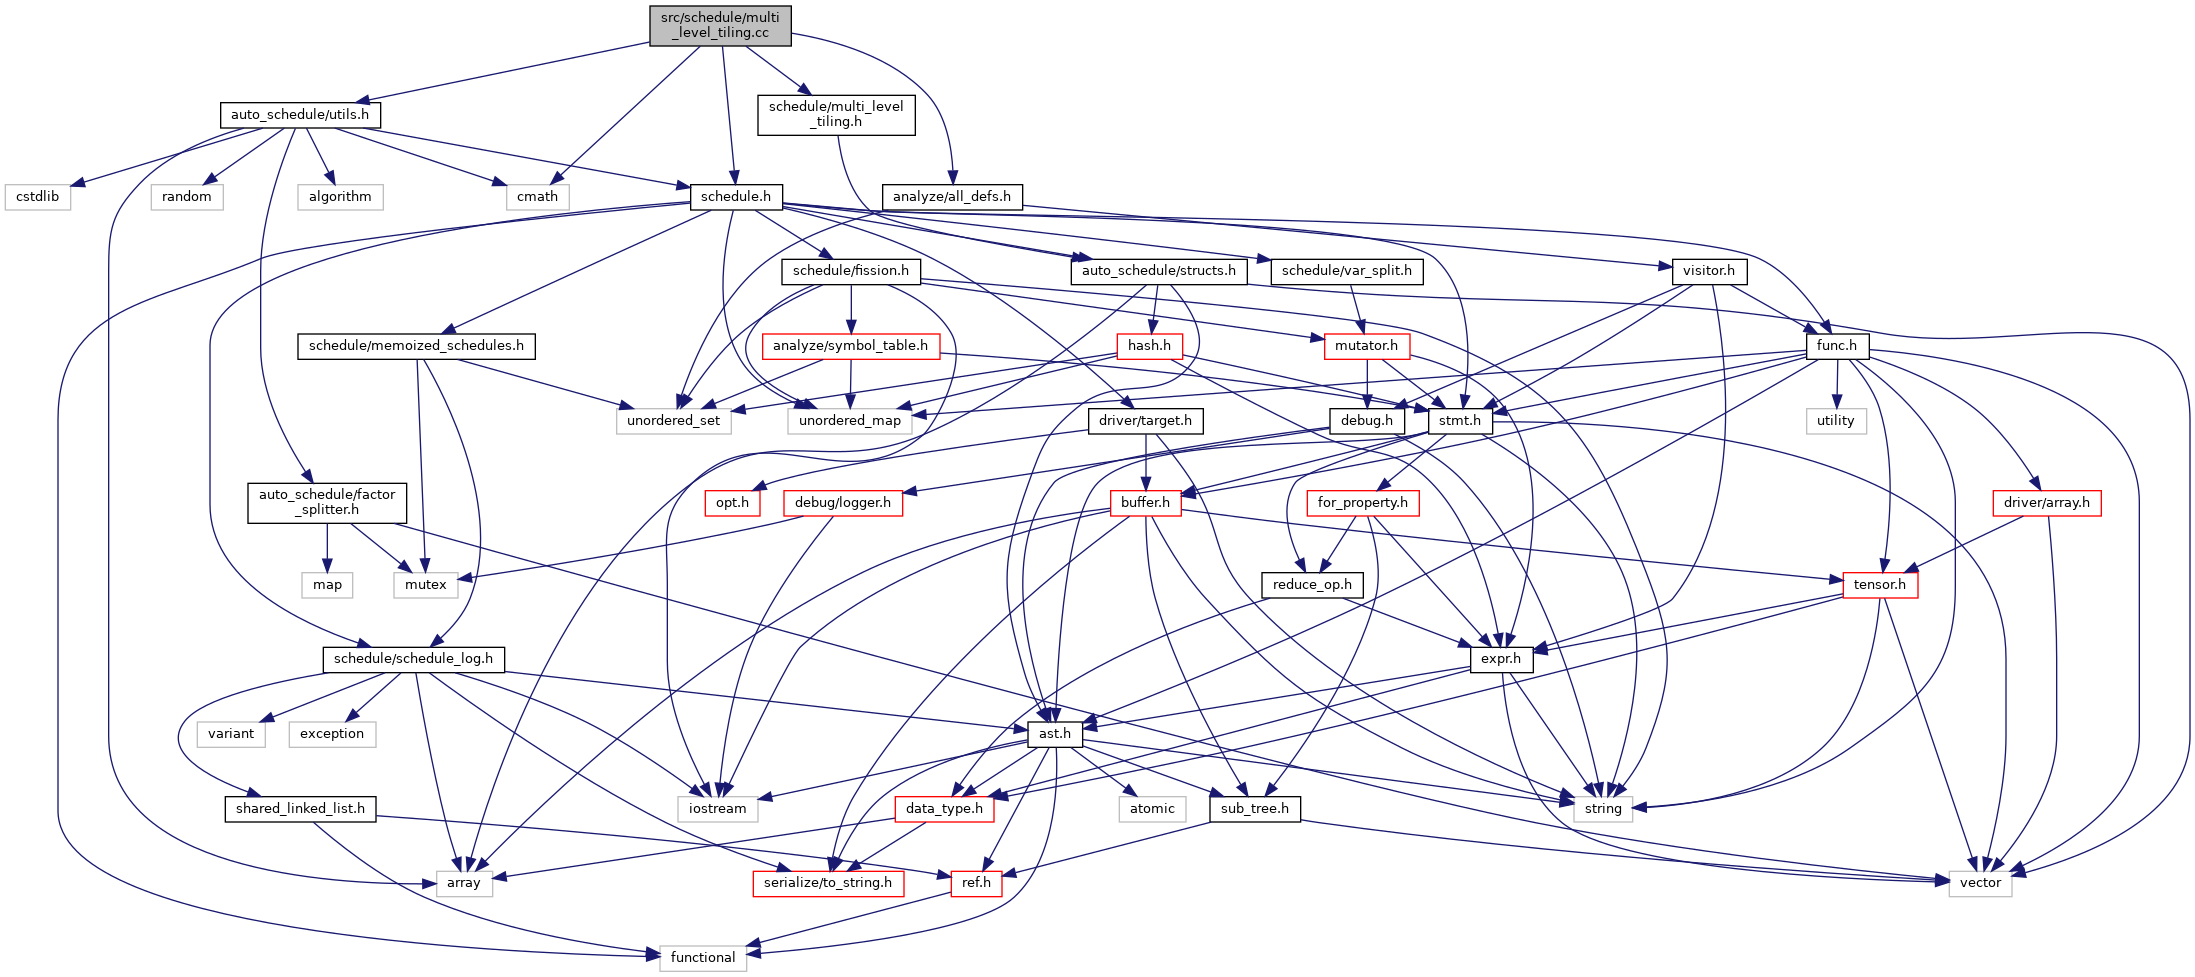 src/schedule/multi
_level_tiling.cc
schedule/multi_level
_tiling.h
auto_schedule/utils.h
cstdlib
random
algorithm
cmath
schedule.h
analyze/all_defs.h
schedule/fission.h
auto_schedule/structs.h
schedule/var_split.h
visitor.h
schedule/memoized_schedules.h
analyze/symbol_table.h
hash.h
mutator.h
func.h
unordered_set
unordered_map
driver/target.h
debug.h
stmt.h
utility
auto_schedule/factor
_splitter.h
opt.h
debug/logger.h
buffer.h
for_property.h
driver/array.h
map
mutex
reduce_op.h
tensor.h
schedule/schedule_log.h
expr.h
variant
exception
ast.h
shared_linked_list.h
iostream
data_type.h
atomic
sub_tree.h
string
array
serialize/to_string.h
ref.h
vector
functional